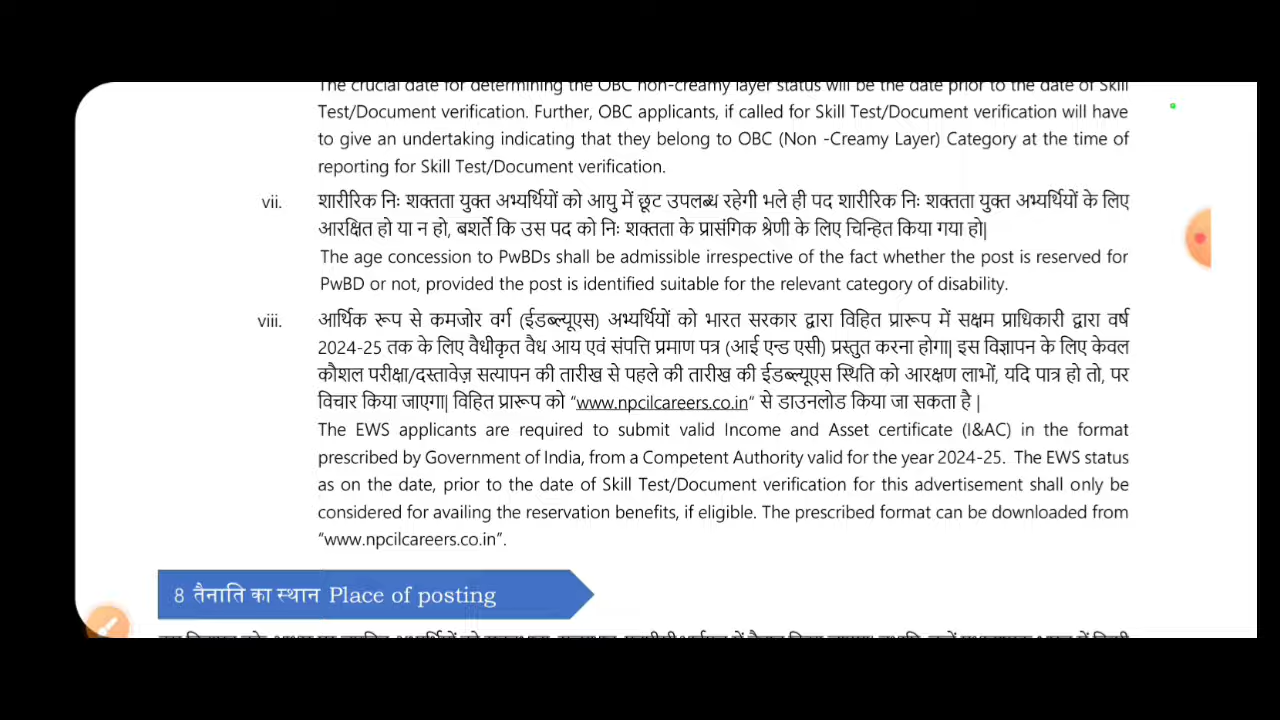 The crucial date for determining the OBC non-creamy layer status will be the date prior to the date of Skill
Test/Document verification. Further, OBC applicants, if called for Skill Test/Document verification will have
to give an undertaking indicating that they belong to OBC (Non -Creamy Layer) Category at the time of
reporting for Skill Test/Document verification.
vii. शारीरिक निः शक्तता युक्त अभ्यर्थियों को आयु में छूट उपलब्ध रहेगी भले ही पद शारीरिक निः शक्तता युक्त अभ्यर्थियों के लिए
आरक्षित हो या न हो, बशर्ते कि उस पद को निः शक्तता के प्रासंगिक श्रेणी के लिए चिन्हित किया गया हो|
The age concession to PwBDs shall be admissible irrespective of the fact whether the post is reserved for
PwBD or not, provided the post is identified suitable for the relevant category of disability.
viii. आर्थिक रूप से कमजोर वर्ग (ईडब्ल्यूएस) अभ्यर्थियों को भारत सरकार द्वारा विहित प्रारूप में सक्षम प्राधिकारी द्वारा वर्ष
2024-25 तक के लिए वैधीकृत वैध आय एवं संपत्ति प्रमाण पत्र (आई एन्ड एसी) प्रस्तुत करना होगा| इस विज्ञापन के लिए केवल
कौशल परीक्षा/दस्तावेज़ सत्यापन की तारीख से पहले की तारीख की ईडब्ल्यूएस स्थिति को आरक्षण लाभों, यदि पात्र हो तो, पर
विचार किया जाएगा| विहित प्रारूप को “www.npcilcareers.co.in” से डाउनलोड किया जा सकता है |
The EWS applicants are required to submit valid Income and Asset certificate (I&AC) in the format
prescribed by Government of India, from a Competent Authority valid for the year 2024-25. The EWS status
as on the date, prior to the date of Skill Test/Document verification for this advertisement shall only be
considered for availing the reservation benefits, if eligible. The prescribed format can be downloaded from
“www.npcilcareers.co.in”.
8 तैनाति का स्थान Place of posting